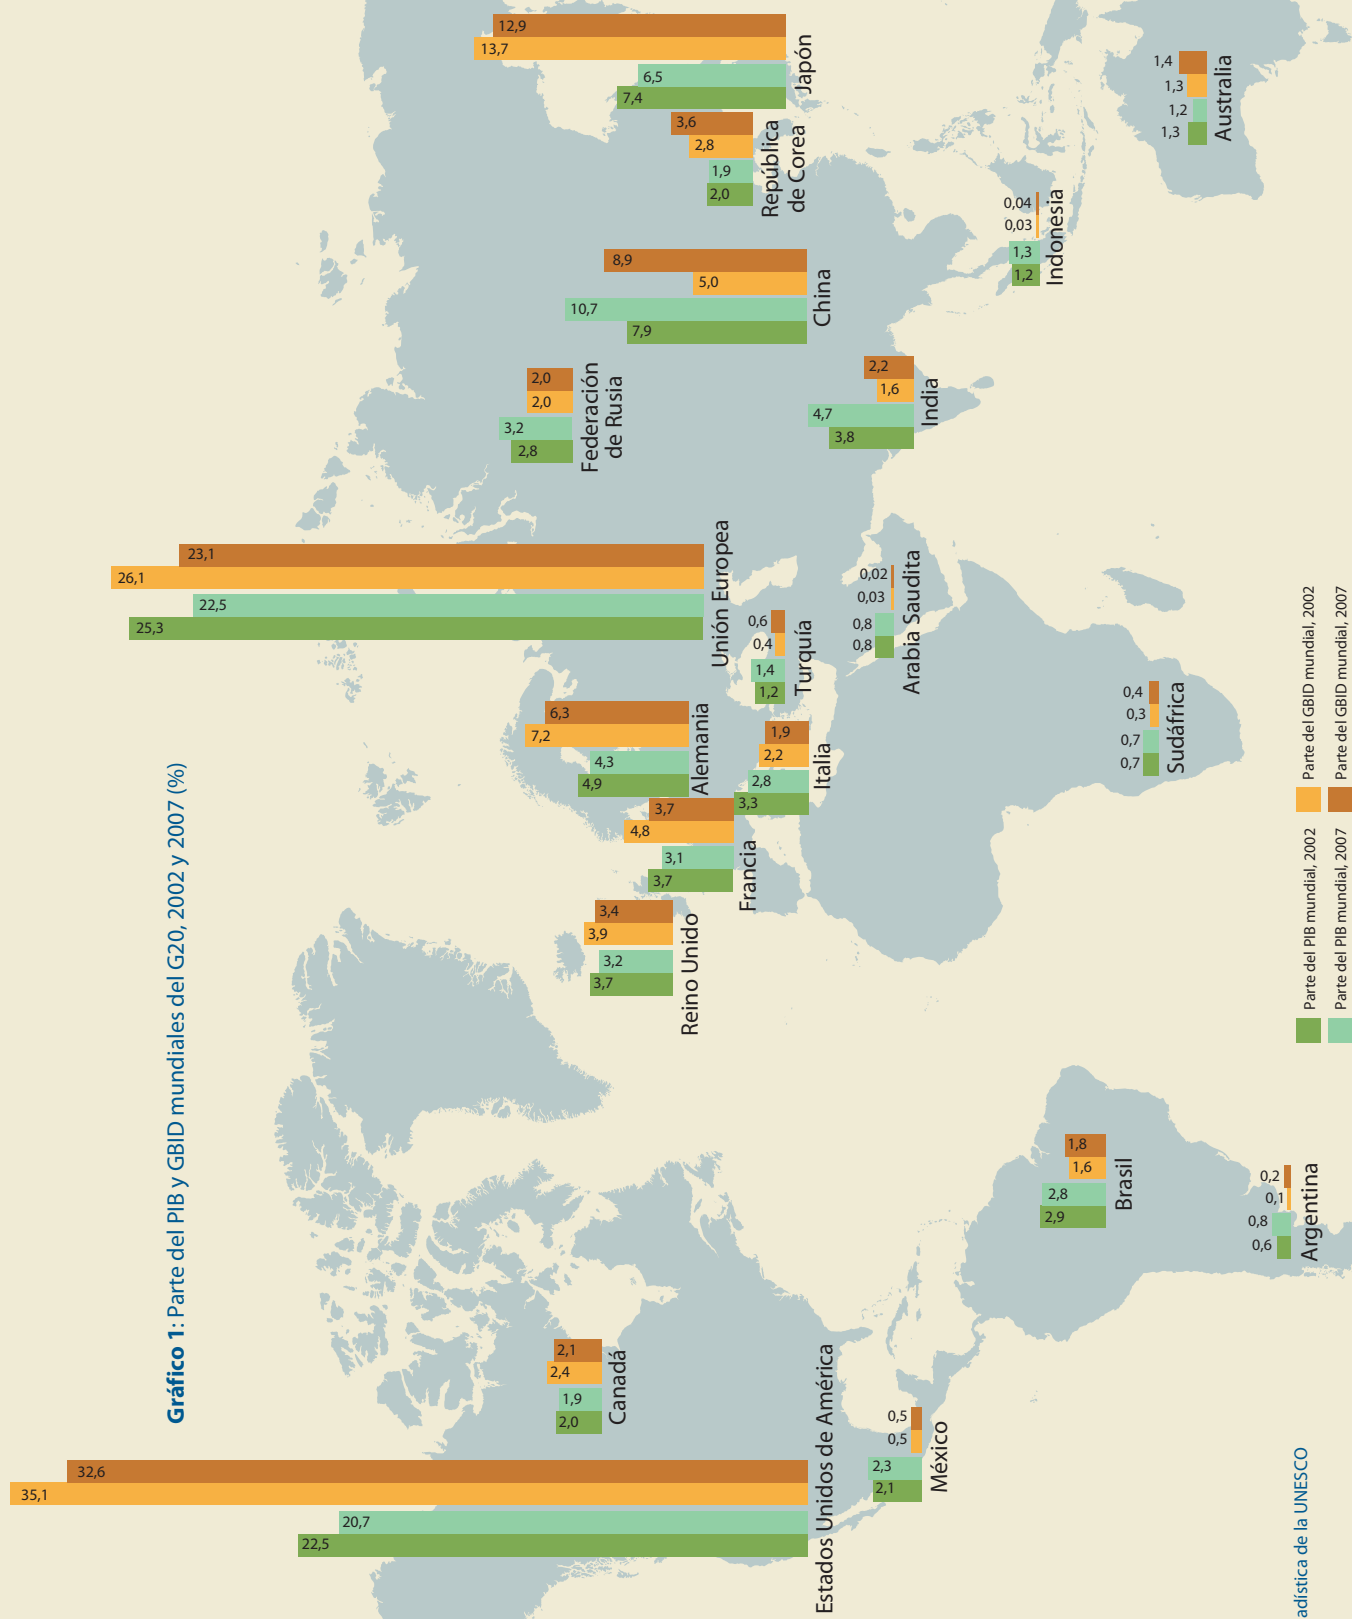 Gráfico 1: Parte del PIB y GBID mundiales del G20, 2002 y 2007 (%)
35,1
32,6
22,5
20,7
Estados Unidos de América
2,0
1,9
2,4
2,1
Canadá
2,1
2,3
0,5
0,5
México
2,9
2,8
1,6
1,8
Brasil
0,6
0,8
0,1
0,2
Argentina
3,7
3,2
3,9
3,4
Reino Unido
3,7
3,1
4,8
3,7
Francia
4,9
4,3
7,2
6,3
Alemania
3,3
2,8
2,2
1,9
Italia
25,3
22,5
26,1
23,1
Unión Europea
1,2
1,4
0,4
0,6
Turquía
0,8
0,8
0,03
0,02
Arabia Saudita
0,7
0,7
0,3
0,4
Sudáfrica
2,8
3,2
2,0
2,0
Federación
de Rusia
3,8
4,7
1,6
2,2
India
7,9
10,7
5,0
8,9
China
2,0
1,9
2,8
3,6
República
de Corea
7,4
6,5
13,7
12,9
Japón
1,2
1,3
0,03
0,04
Indonesia
1,3
1,2
1,3
1,4
Australia
Parte del PIB mundial, 2002
Parte del PIB mundial, 2007
Parte del GBID mundial, 2002
Parte del GBID mundial, 2007
adística de la UNESCO